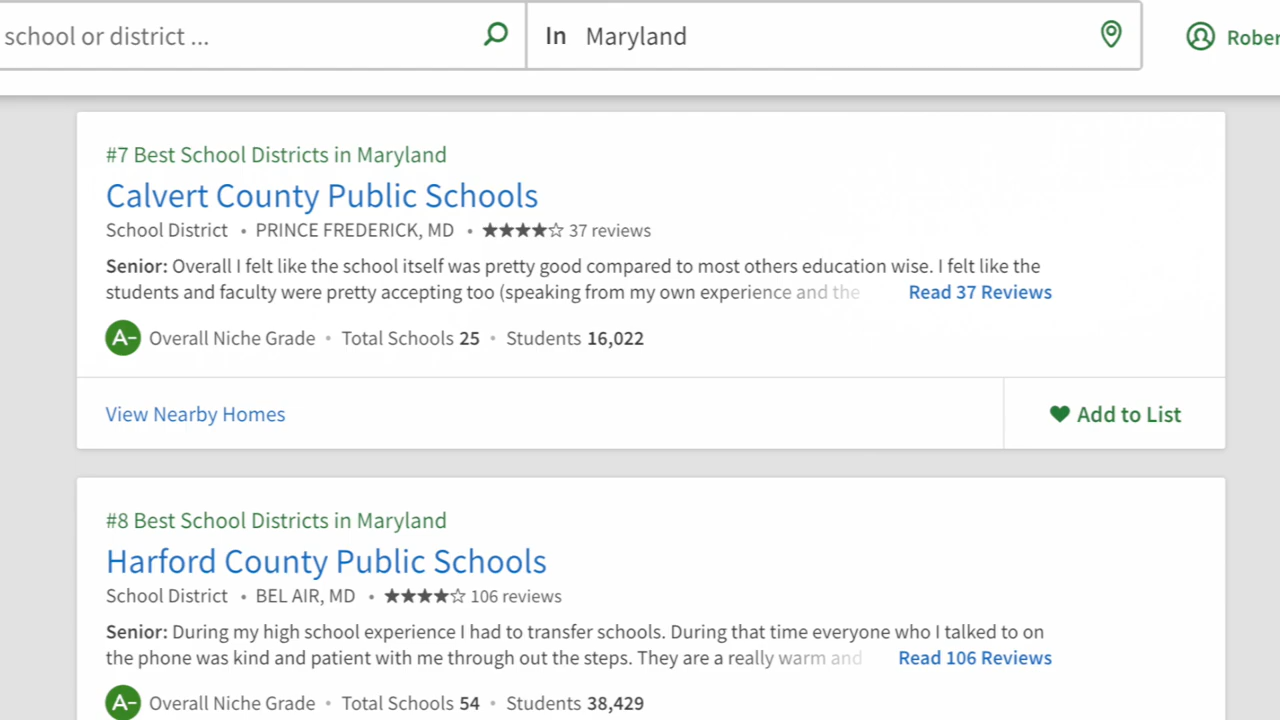 school or district ...
In Maryland
Rober
#7 Best School Districts in Maryland
Calvert County Public Schools
School District • PRINCE FREDERICK, MD • ★★★★☆ 37 reviews
Senior: Overall I felt like the school itself was pretty good compared to most others education wise. I felt like the
students and faculty were pretty accepting too (speaking from my own experience and the Read 37 Reviews
A- Overall Niche Grade • Total Schools 25 • Students 16,022
View Nearby Homes
Add to List
#8 Best School Districts in Maryland
Harford County Public Schools
School District • BEL AIR, MD • ★★★★☆ 106 reviews
Senior: During my high school experience I had to transfer schools. During that time everyone who I talked to on
the phone was kind and patient with me through out the steps. They are a really warm and Read 106 Reviews
A- Overall Niche Grade • Total Schools 54 • Students 38,429